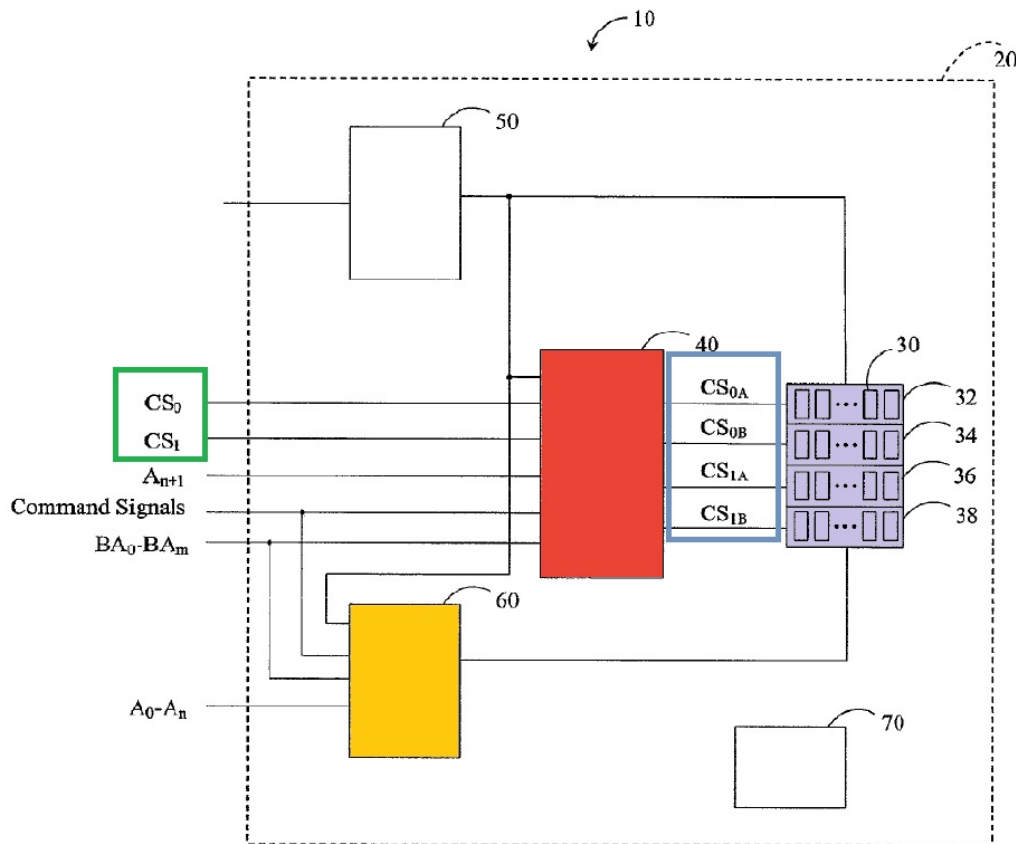 10
20
50
40
30
CS0
CS1
An+1
Command Signals
BA0-BAm
A0-An
CS0A
CS0B
CS1A
CS1B
32
34
36
38
60
70